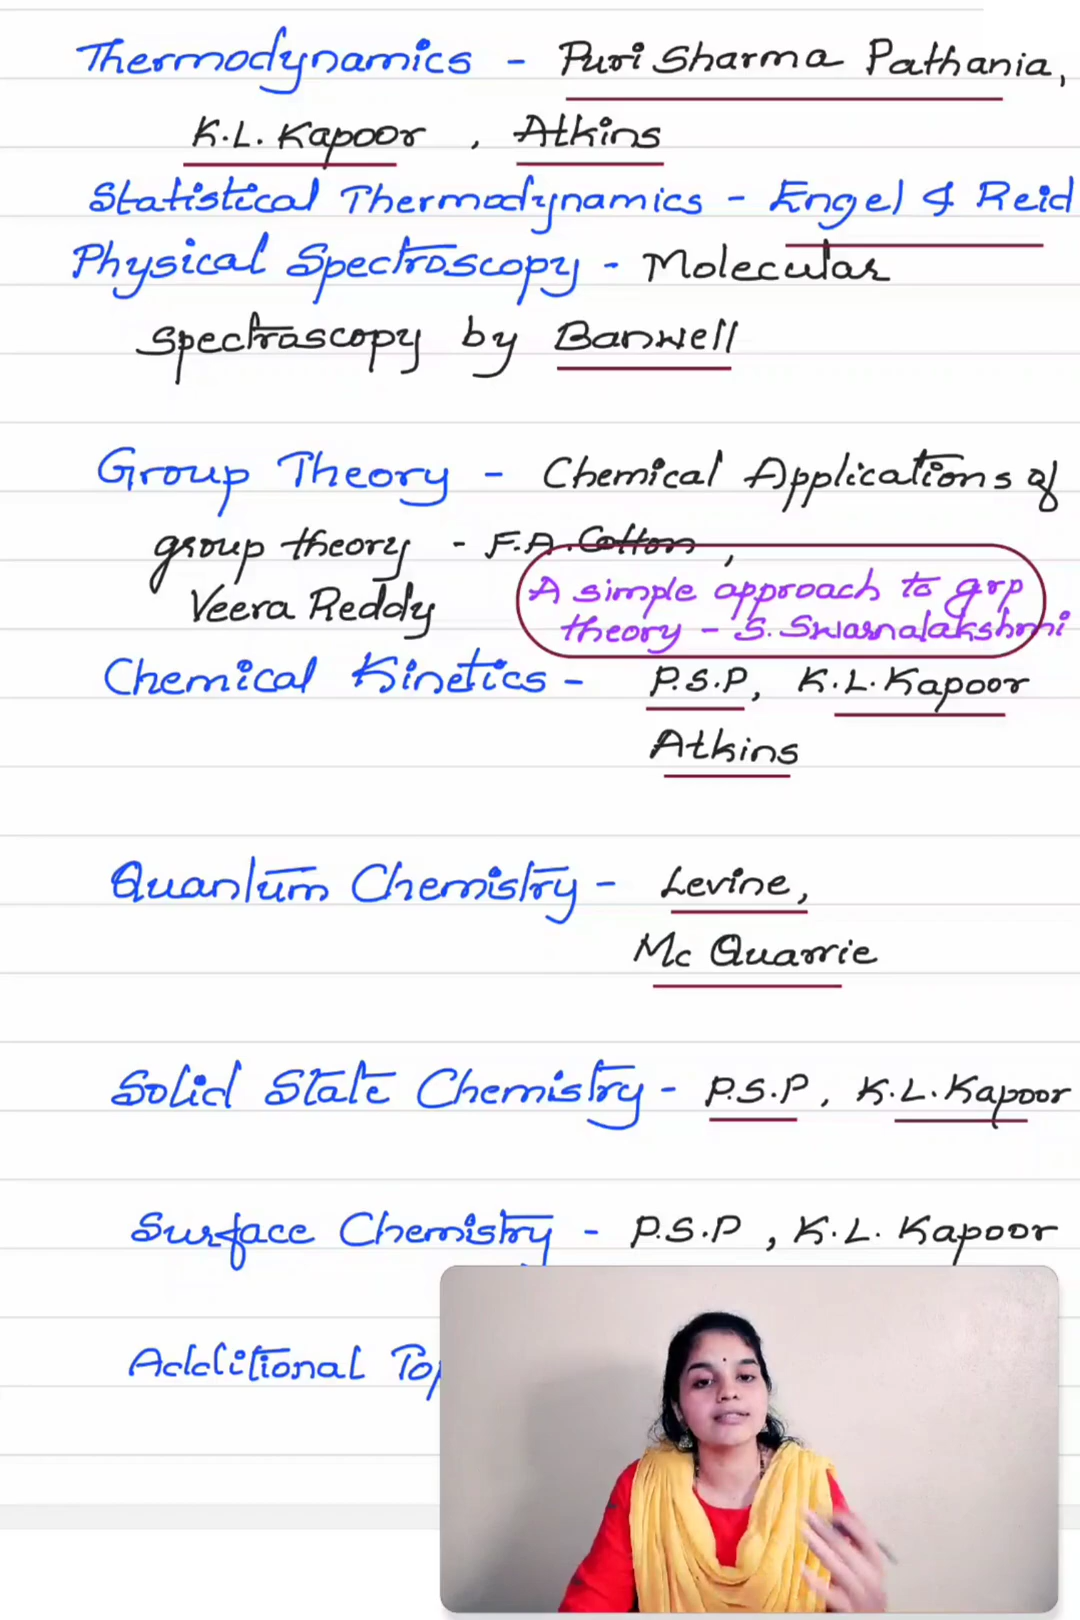 Thermodynamics - Puri Sharma Pathania,
K.L. Kapoor , Atkins
Statistical Thermodynamics - Engel & Reid
Physical Spectroscopy - Molecular
Spectroscopy by Banwell
Group Theory - Chemical Applications of
group theory - F.A. Cotton ,
Veera Reddy
A simple approach to grp
theory - S. Swarnalakshmi
Chemical Kinetics - P.S.P, K.L. Kapoor
Atkins
Quantum Chemistry - Levine,
Mc Quarrie
Solid State Chemistry - P.S.P , K.L. Kapoor
Surface Chemistry - P.S.P , K.L. Kapoor
Additional